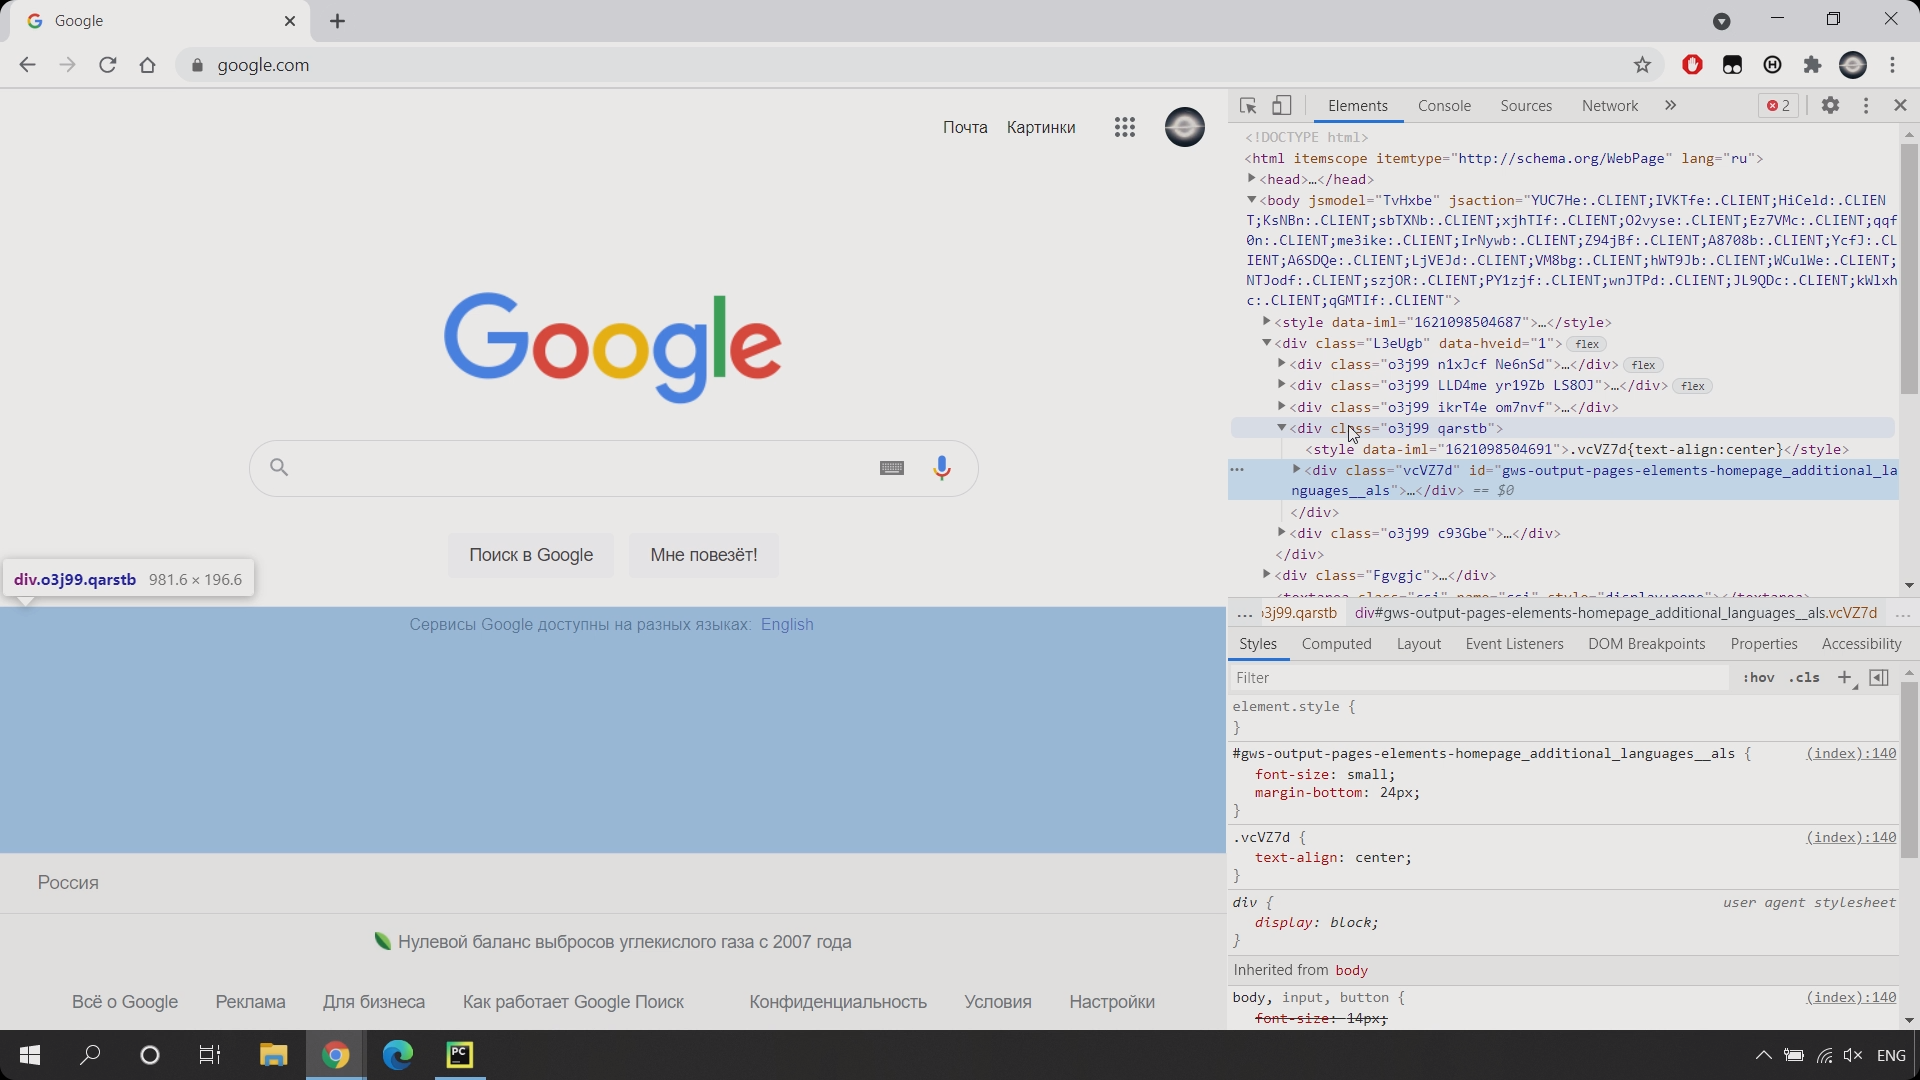 Google
google.com
Почта Картинки
Google
Поиск в Google Мне повезёт!
div.o3j99.qarstb 981.6 × 196.6
Сервисы Google доступны на разных языках: English
Россия
Нулевой баланс выбросов углекислого газа с 2007 года
Всё о Google Реклама Для бизнеса Как работает Google Поиск Конфиденциальность Условия Настройки
Elements Console Sources Network » 2
<!DOCTYPE html>
<html itemscope itemtype="http://schema.org/WebPage" lang="ru">
<head>…</head>
<body jsmodel="TvHxbe" jsaction="YUC7He:.CLIENT;IVKTfe:.CLIENT;HiCeld:.CLIEN
T;KsNBn:.CLIENT;sbTXNb:.CLIENT;xjhTIf:.CLIENT;O2vyse:.CLIENT;Ez7VMc:.CLIENT;qqf
0n:.CLIENT;me3ike:.CLIENT;IrNywb:.CLIENT;Z94jBf:.CLIENT;A8708b:.CLIENT;YcfJ:.CL
IENT;A6SDQe:.CLIENT;LjVEJd:.CLIENT;VM8bg:.CLIENT;hWT9Jb:.CLIENT;WCulWe:.CLIENT;
NTJodf:.CLIENT;szjOR:.CLIENT;PY1zjf:.CLIENT;wnJTPd:.CLIENT;JL9QDc:.CLIENT;kWlxh
c:.CLIENT;qGMTIf:.CLIENT">
<style data-iml="1621098504687">…</style>
<div class="L3eUgb" data-hveid="1"> flex
<div class="o3j99 n1xJcf Ne6nSd">…</div> flex
<div class="o3j99 LLD4me yr19Zb LS8OJ">…</div> flex
<div class="o3j99 ikrT4e om7nvf">…</div>
<div class="o3j99 qarstb">
<style data-iml="1621098504691">.vcVZ7d{text-align:center}</style>
… <div class="vcVZ7d" id="gws-output-pages-elements-homepage_additional_la
nguages__als">…</div> == $0
</div>
<div class="o3j99 c93Gbe">…</div>
</div>
<div class="Fgvgjc">…</div>
<textarea class="csi" name="csi" style="display:none"></textarea>
… o3j99.qarstb div#gws-output-pages-elements-homepage_additional_languages__als.vcVZ7d …
Styles Computed Layout Event Listeners DOM Breakpoints Properties Accessibility
Filter :hov .cls +
element.style {
}
#gws-output-pages-elements-homepage_additional_languages__als { (index):140
font-size: small;
margin-bottom: 24px;
}
.vcVZ7d { (index):140
text-align: center;
}
div { user agent stylesheet
display: block;
}
Inherited from body
body, input, button { (index):140
font-size: 14px;
PC ENG